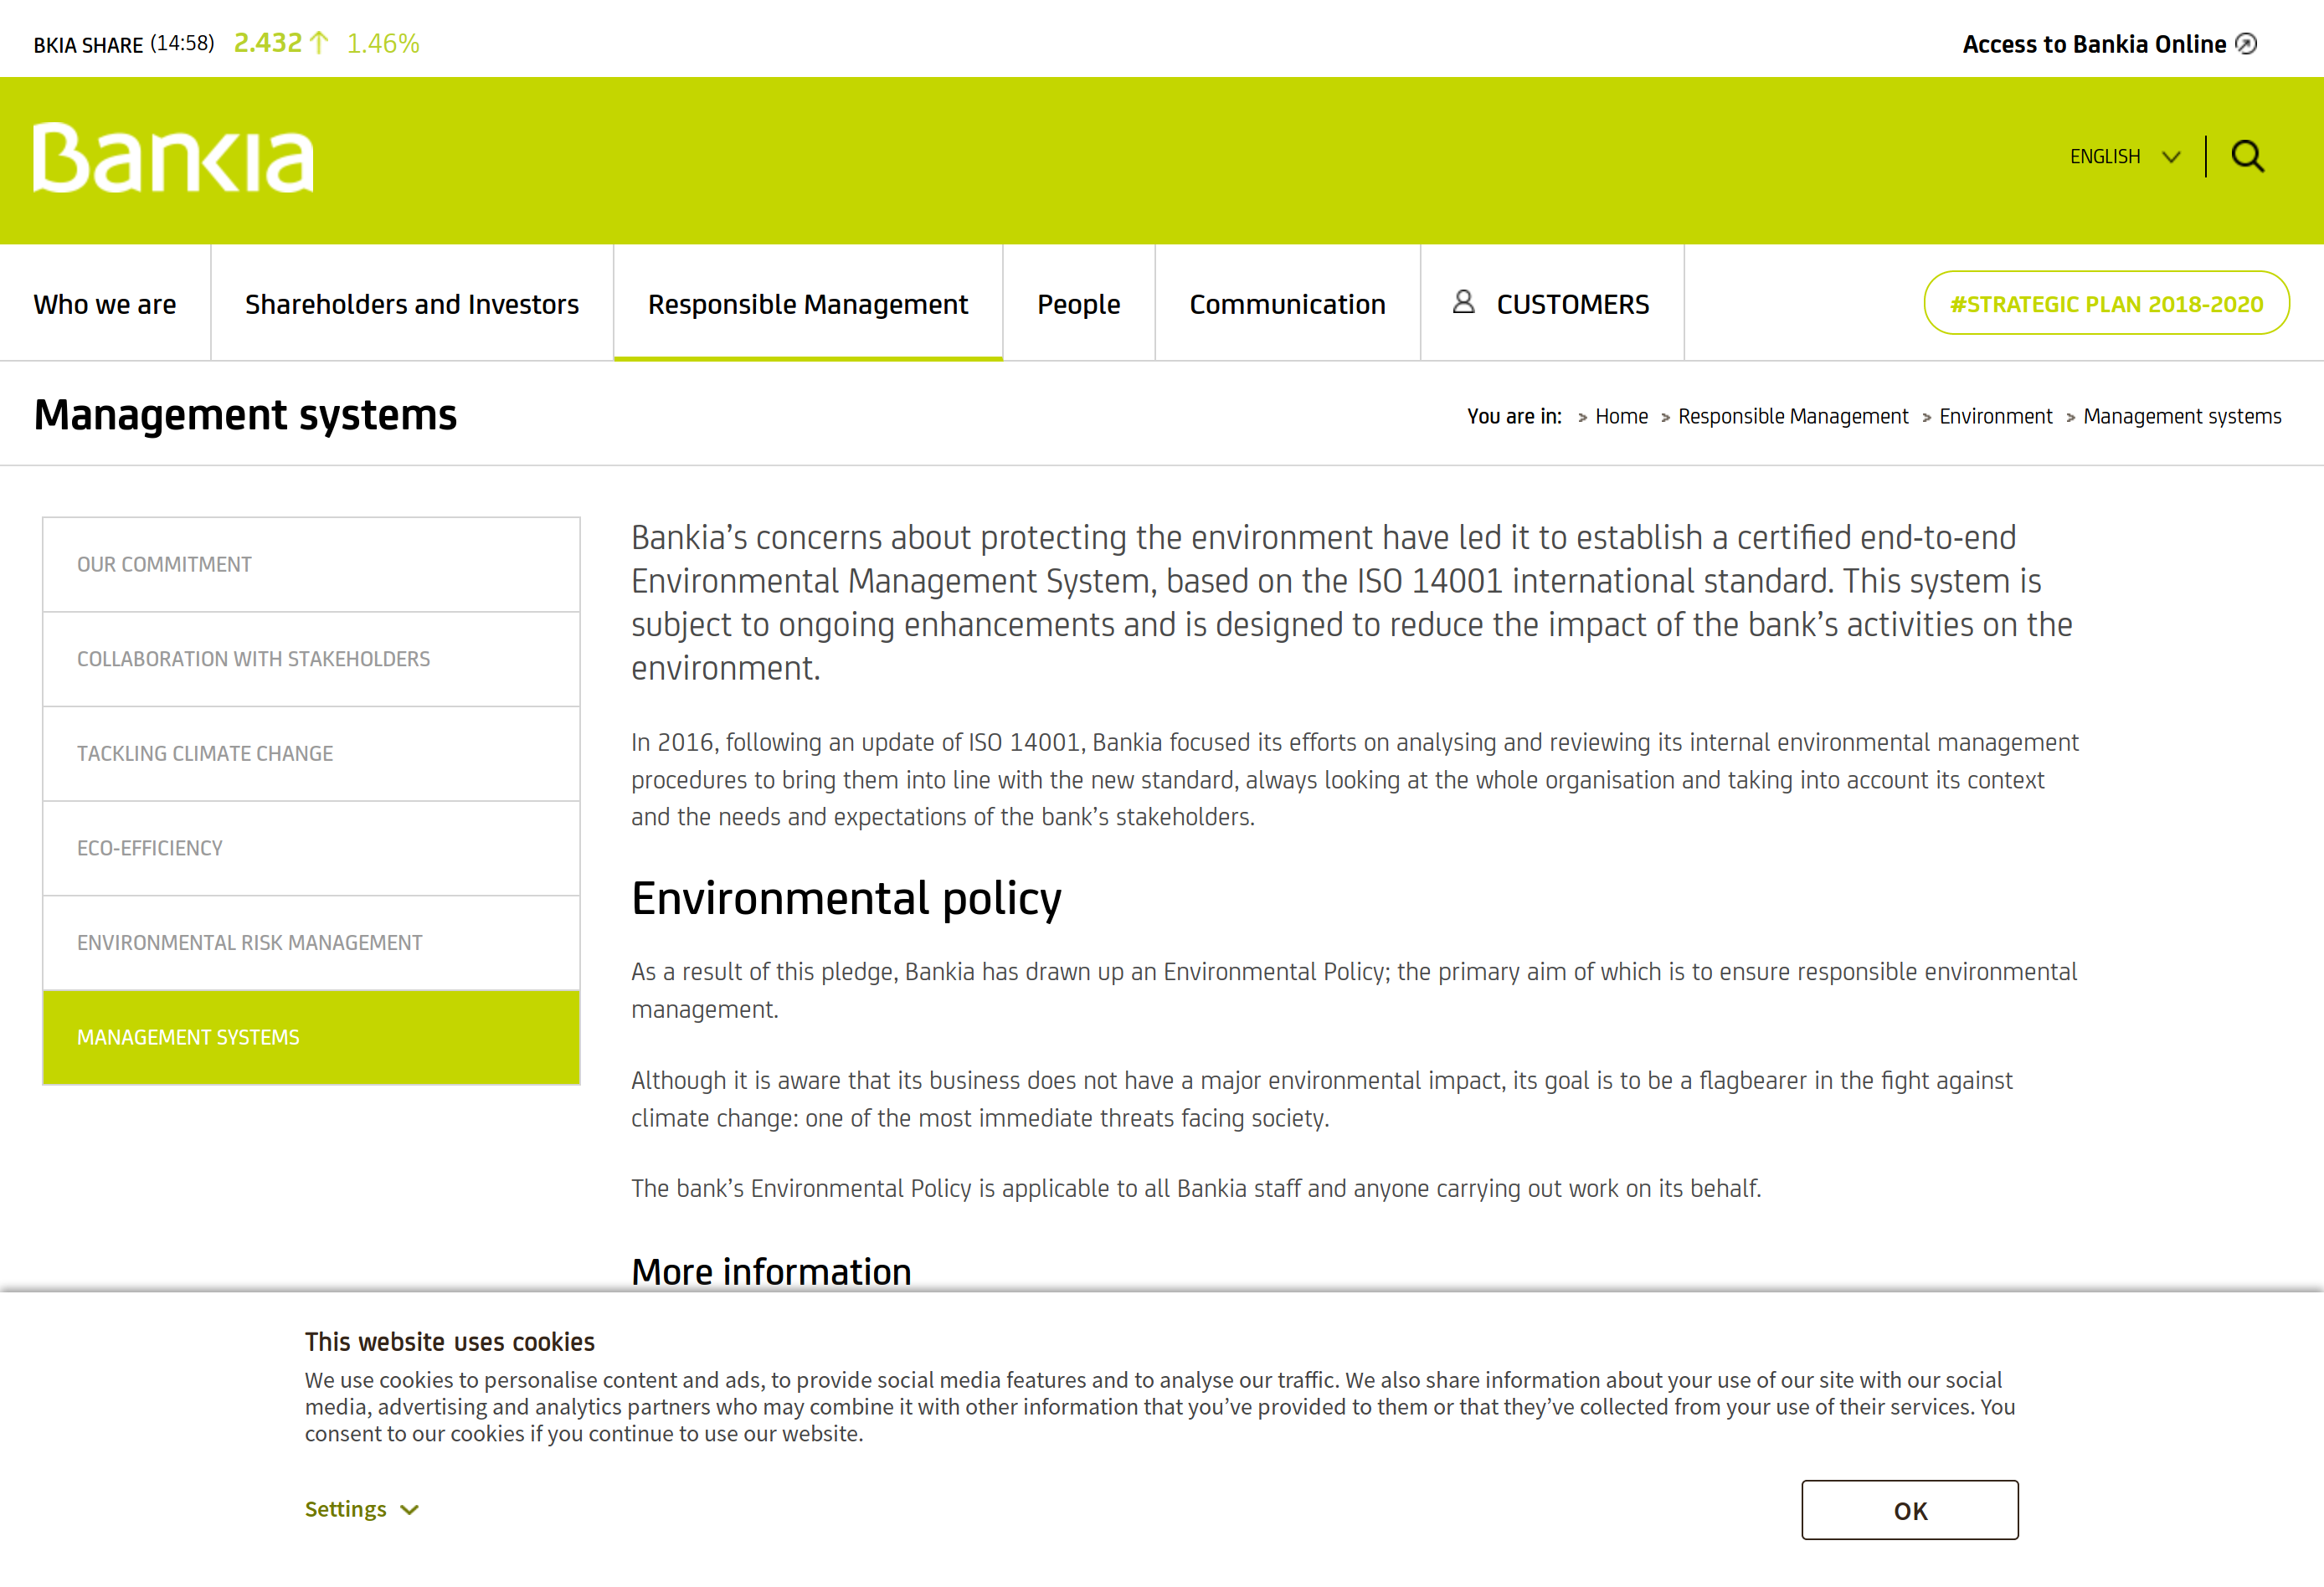 BKIA SHARE (14:58) 2.432 1.46%
Access to Bankia Online
Bankia
ENGLISH
Who we are
Shareholders and Investors
Responsible Management
People
Communication
CUSTOMERS
#STRATEGIC PLAN 2018-2020
Management systems
You are in: > Home > Responsible Management > Environment > Management systems
OUR COMMITMENT
COLLABORATION WITH STAKEHOLDERS
TACKLING CLIMATE CHANGE
ECO-EFFICIENCY
ENVIRONMENTAL RISK MANAGEMENT
MANAGEMENT SYSTEMS
Bankia’s concerns about protecting the environment have led it to establish a certified end-to-end
Environmental Management System, based on the ISO 14001 international standard. This system is
subject to ongoing enhancements and is designed to reduce the impact of the bank’s activities on the
environment.
In 2016, following an update of ISO 14001, Bankia focused its efforts on analysing and reviewing its internal environmental management
procedures to bring them into line with the new standard, always looking at the whole organisation and taking into account its context
and the needs and expectations of the bank’s stakeholders.
Environmental policy
As a result of this pledge, Bankia has drawn up an Environmental Policy; the primary aim of which is to ensure responsible environmental
management.
Although it is aware that its business does not have a major environmental impact, its goal is to be a flagbearer in the fight against
climate change: one of the most immediate threats facing society.
The bank’s Environmental Policy is applicable to all Bankia staff and anyone carrying out work on its behalf.
More information
This website uses cookies
We use cookies to personalise content and ads, to provide social media features and to analyse our traffic. We also share information about your use of our site with our social
media, advertising and analytics partners who may combine it with other information that you’ve provided to them or that they’ve collected from your use of their services. You
consent to our cookies if you continue to use our website.
Settings
OK